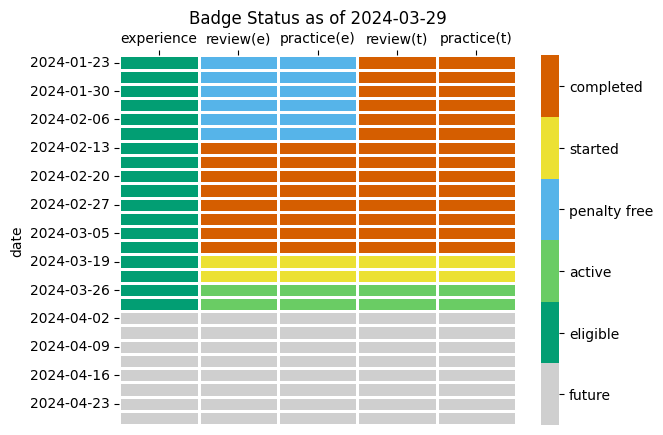 Badge Status as of 2024-03-29
experience review(e) practice(e) review(t) practice(t)
date
2024-01-23
2024-01-30
2024-02-06
2024-02-13
2024-02-20
2024-02-27
2024-03-05
2024-03-19
2024-03-26
2024-04-02
2024-04-09
2024-04-16
2024-04-23
completed
started
penalty free
active
eligible
future